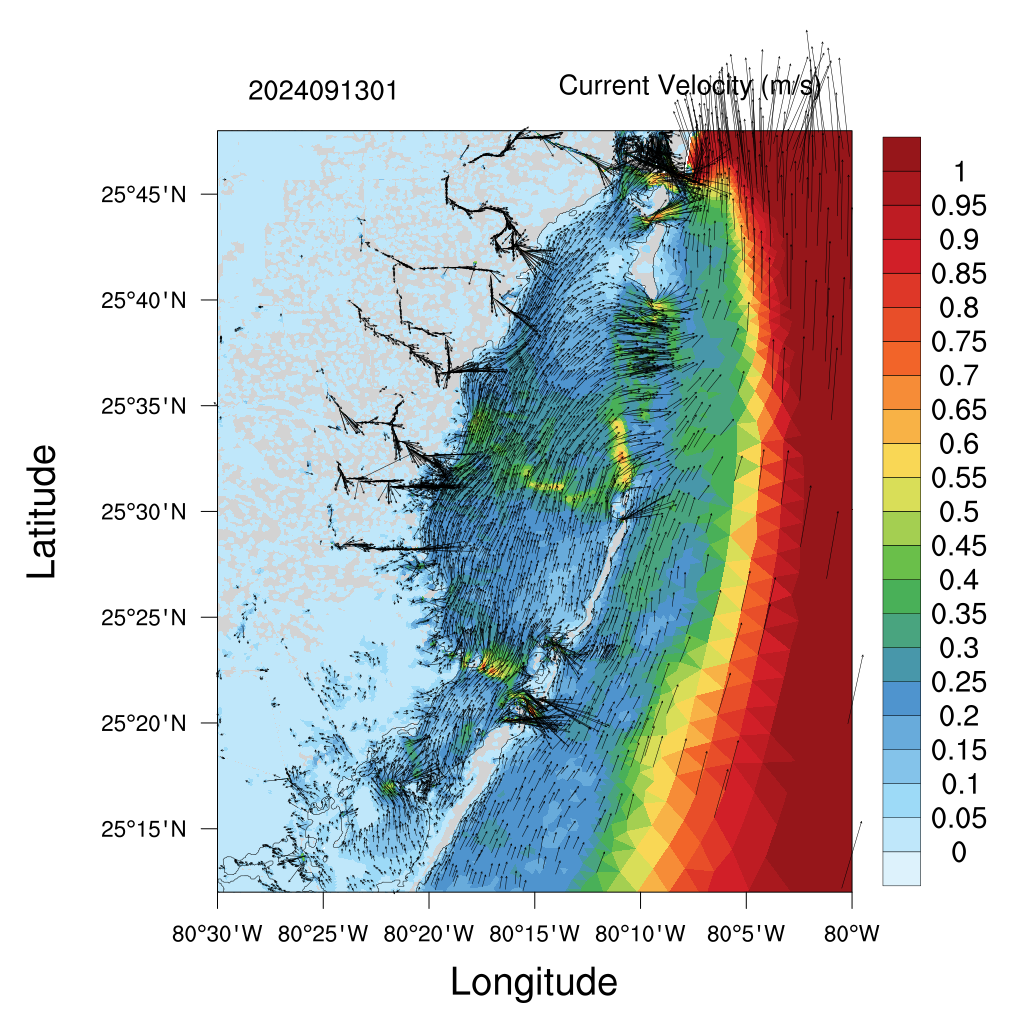 2024091301
Current Velocity (m/s)
Latitude
25°45'N
25°40'N
25°35'N
25°30'N
25°25'N
25°20'N
25°15'N
80°30'W 80°25'W 80°20'W 80°15'W 80°10'W 80°5'W 80°W
Longitude
1
0.95
0.9
0.85
0.8
0.75
0.7
0.65
0.6
0.55
0.5
0.45
0.4
0.35
0.3
0.25
0.2
0.15
0.1
0.05
0